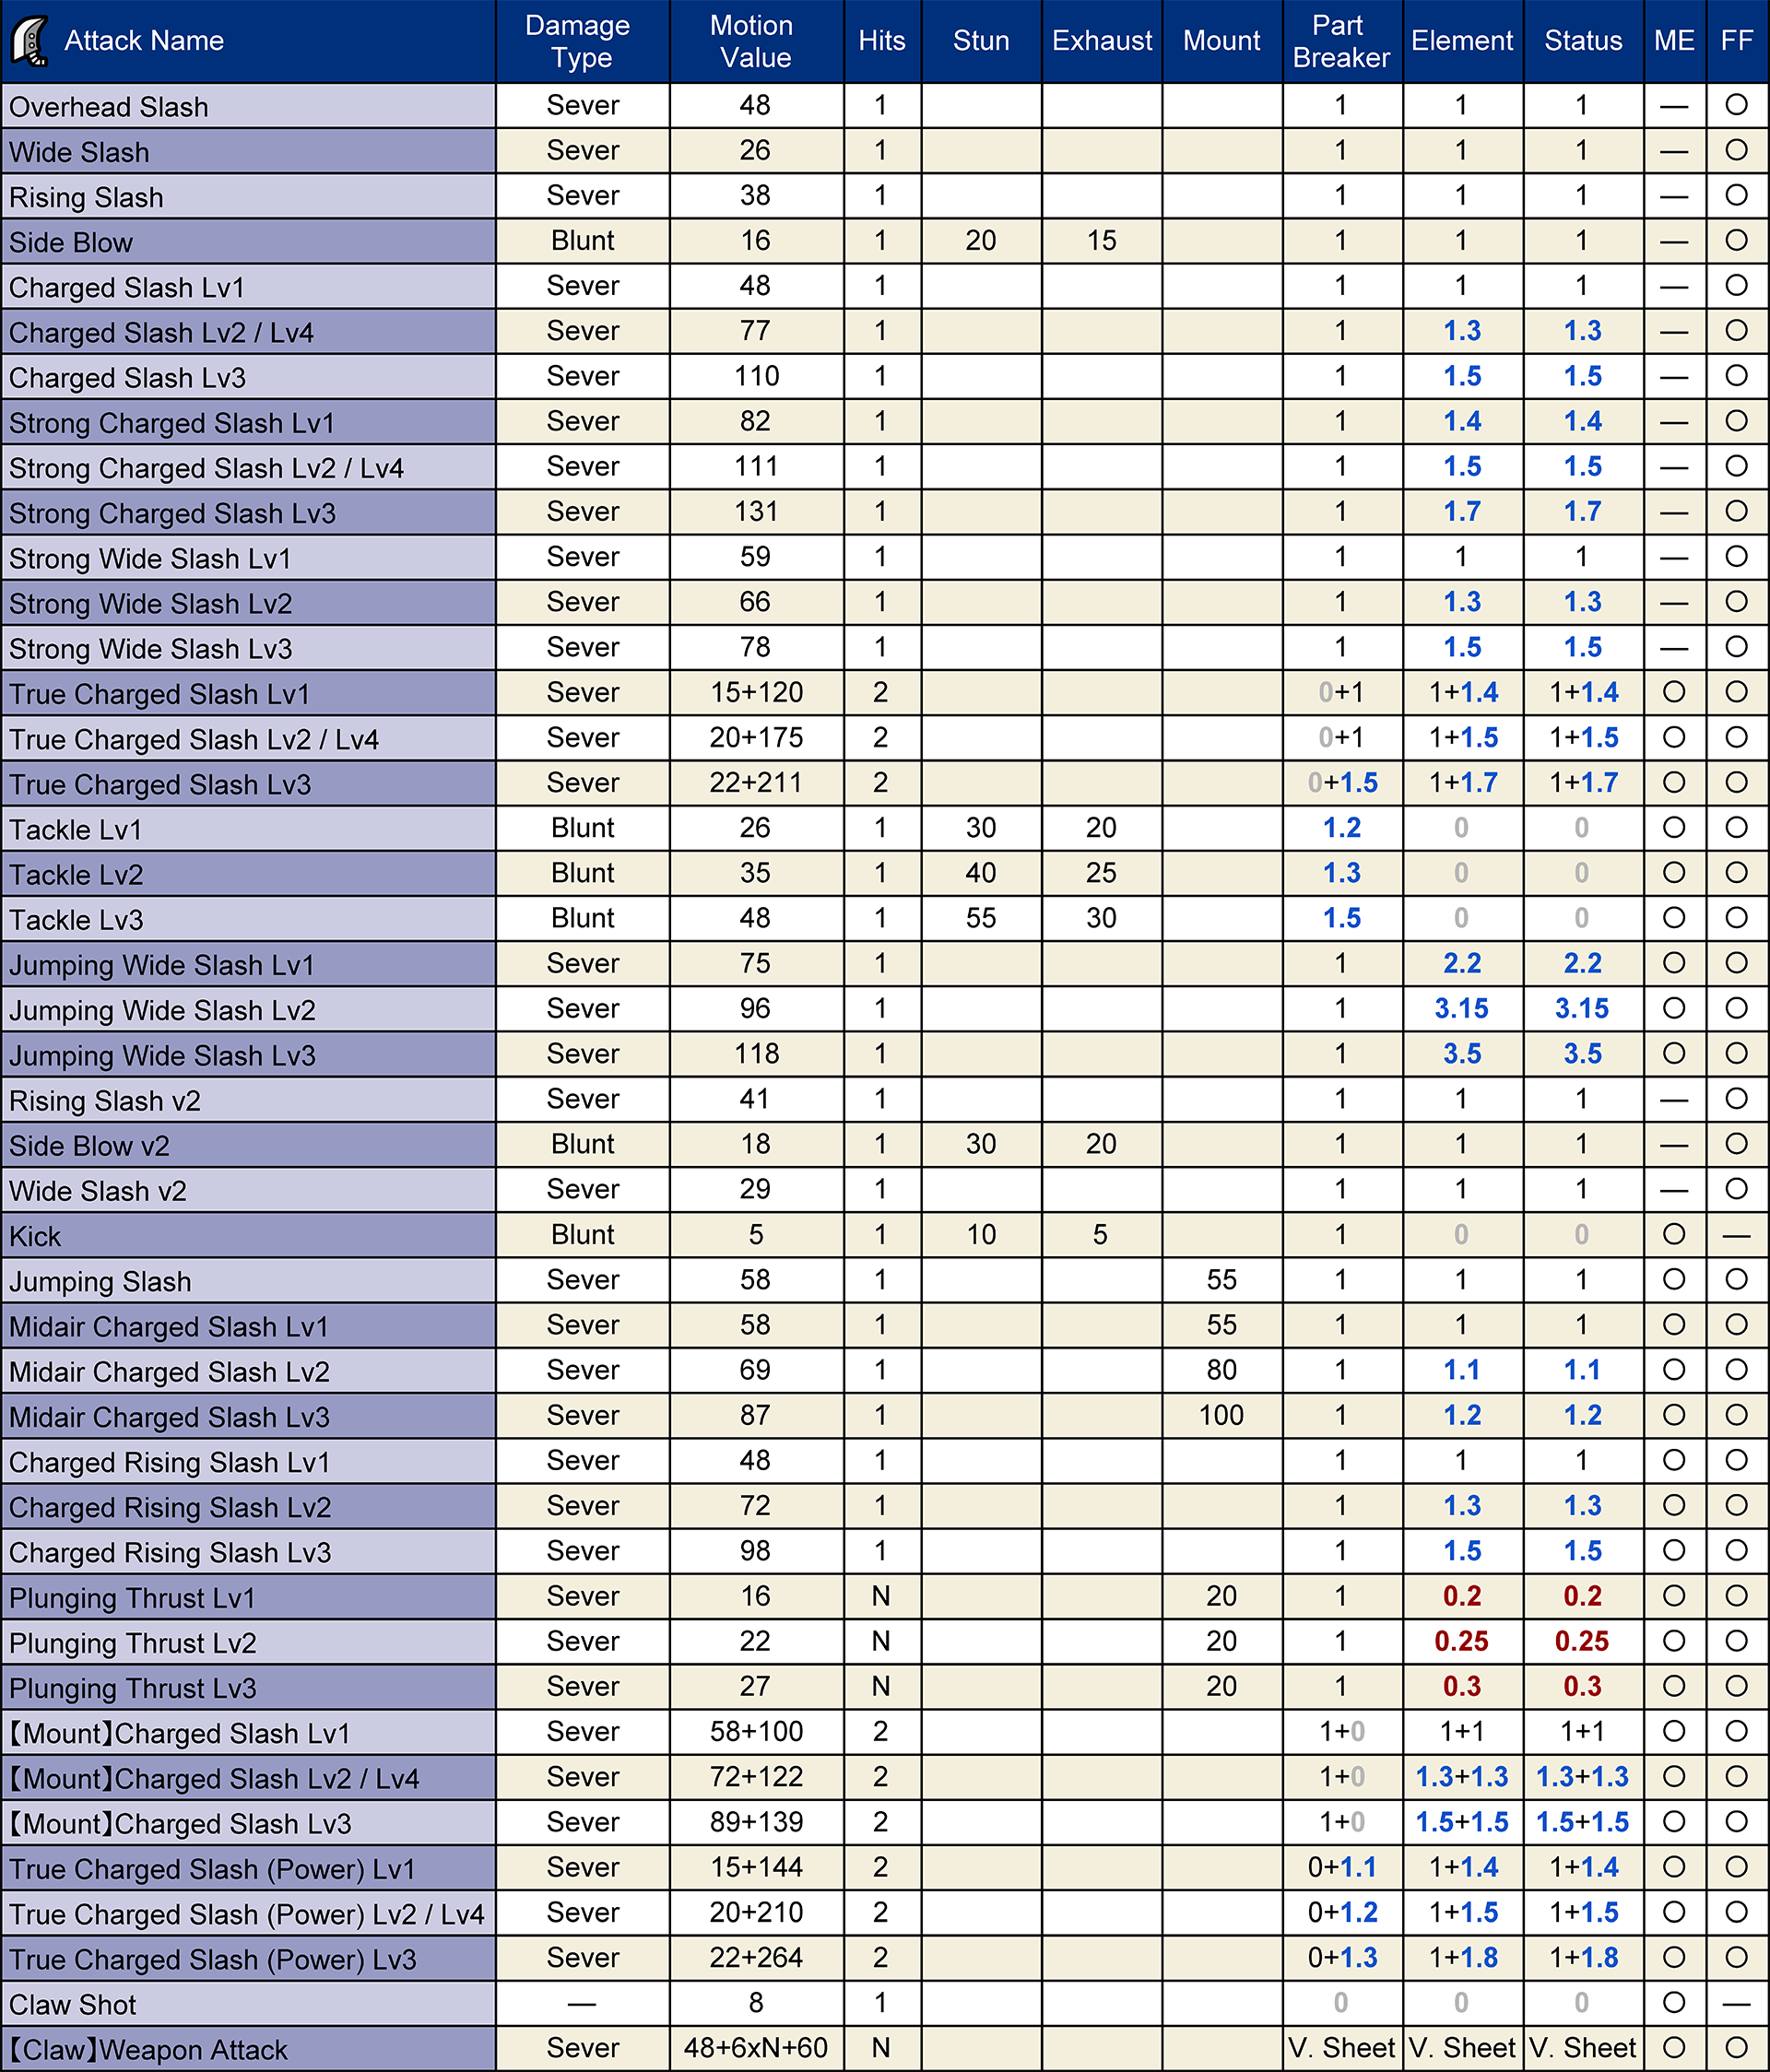 Attack Name Damage Type Motion Value Hits Stun Exhaust Mount Part Breaker Element Status ME FF
Overhead Slash Sever 48 1 1 1 1 — ○
Wide Slash Sever 26 1 1 1 1 — ○
Rising Slash Sever 38 1 1 1 1 — ○
Side Blow Blunt 16 1 20 15 1 1 1 — ○
Charged Slash Lv1 Sever 48 1 1 1 1 — ○
Charged Slash Lv2 / Lv4 Sever 77 1 1 1.3 1.3 — ○
Charged Slash Lv3 Sever 110 1 1 1.5 1.5 — ○
Strong Charged Slash Lv1 Sever 82 1 1 1.4 1.4 — ○
Strong Charged Slash Lv2 / Lv4 Sever 111 1 1 1.5 1.5 — ○
Strong Charged Slash Lv3 Sever 131 1 1 1.7 1.7 — ○
Strong Wide Slash Lv1 Sever 59 1 1 1 1 — ○
Strong Wide Slash Lv2 Sever 66 1 1 1.3 1.3 — ○
Strong Wide Slash Lv3 Sever 78 1 1 1.5 1.5 — ○
True Charged Slash Lv1 Sever 15+120 2 0+1 1+1.4 1+1.4 ○ ○
True Charged Slash Lv2 / Lv4 Sever 20+175 2 0+1 1+1.5 1+1.5 ○ ○
True Charged Slash Lv3 Sever 22+211 2 0+1.5 1+1.7 1+1.7 ○ ○
Tackle Lv1 Blunt 26 1 30 20 1.2 0 0 ○ ○
Tackle Lv2 Blunt 35 1 40 25 1.3 0 0 ○ ○
Tackle Lv3 Blunt 48 1 55 30 1.5 0 0 ○ ○
Jumping Wide Slash Lv1 Sever 75 1 1 2.2 2.2 ○ ○
Jumping Wide Slash Lv2 Sever 96 1 1 3.15 3.15 ○ ○
Jumping Wide Slash Lv3 Sever 118 1 1 3.5 3.5 ○ ○
Rising Slash v2 Sever 41 1 1 1 1 — ○
Side Blow v2 Blunt 18 1 30 20 1 1 1 — ○
Wide Slash v2 Sever 29 1 1 1 1 — ○
Kick Blunt 5 1 10 5 1 0 0 ○ —
Jumping Slash Sever 58 1 55 1 1 1 ○ ○
Midair Charged Slash Lv1 Sever 58 1 55 1 1 1 ○ ○
Midair Charged Slash Lv2 Sever 69 1 80 1 1.1 1.1 ○ ○
Midair Charged Slash Lv3 Sever 87 1 100 1 1.2 1.2 ○ ○
Charged Rising Slash Lv1 Sever 48 1 1 1 1 ○ ○
Charged Rising Slash Lv2 Sever 72 1 1 1.3 1.3 ○ ○
Charged Rising Slash Lv3 Sever 98 1 1 1.5 1.5 ○ ○
Plunging Thrust Lv1 Sever 16 N 20 1 0.2 0.2 ○ ○
Plunging Thrust Lv2 Sever 22 N 20 1 0.25 0.25 ○ ○
Plunging Thrust Lv3 Sever 27 N 20 1 0.3 0.3 ○ ○
【Mount】Charged Slash Lv1 Sever 58+100 2 1+0 1+1 1+1 ○ ○
【Mount】Charged Slash Lv2 / Lv4 Sever 72+122 2 1+0 1.3+1.3 1.3+1.3 ○ ○
【Mount】Charged Slash Lv3 Sever 89+139 2 1+0 1.5+1.5 1.5+1.5 ○ ○
True Charged Slash (Power) Lv1 Sever 15+144 2 0+1.1 1+1.4 1+1.4 ○ ○
True Charged Slash (Power) Lv2 / Lv4 Sever 20+210 2 0+1.2 1+1.5 1+1.5 ○ ○
True Charged Slash (Power) Lv3 Sever 22+264 2 0+1.3 1+1.8 1+1.8 ○ ○
Claw Shot — 8 1 0 0 0 ○ —
【Claw】Weapon Attack Sever 48+6xN+60 N V. Sheet V. Sheet V. Sheet ○ ○